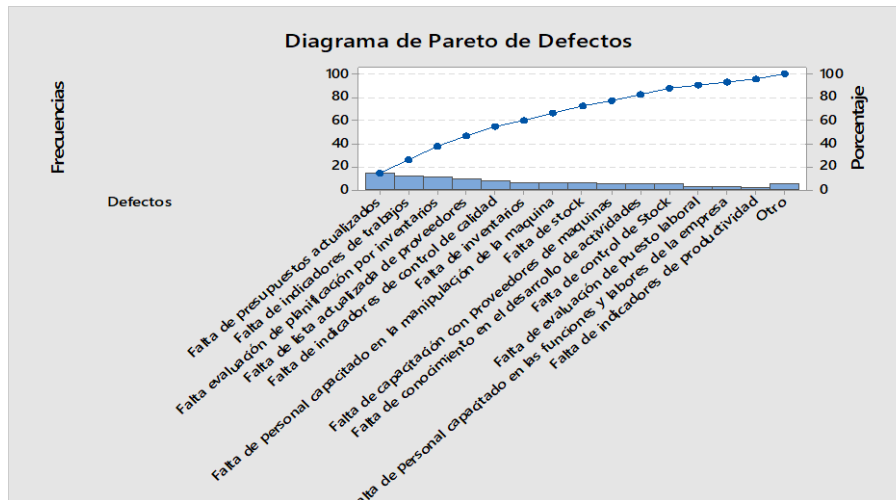 Diagrama de Pareto de Defectos
Frecuencias
Porcentaje
100
80
60
40
20
0
100
80
60
40
20
0
Defectos
Falta de presupuestos actualizados
Falta de indicadores de trabajos
Falta evaluación de planificación por inventarios
Falta de lista actualizada de proveedores
Falta de indicadores de control de calidad
Falta de inventarios
Falta de personal capacitado en la manipulación de la maquina
Falta de stock
Falta de capacitación con proveedores de maquinas
Falta de conocimiento en el desarrollo de actividades
Falta de control de Stock
Falta de evaluación de puesto laboral
alta de personal capacitado en las funciones y labores de la empresa
Falta de indicadores de productividad
Otro